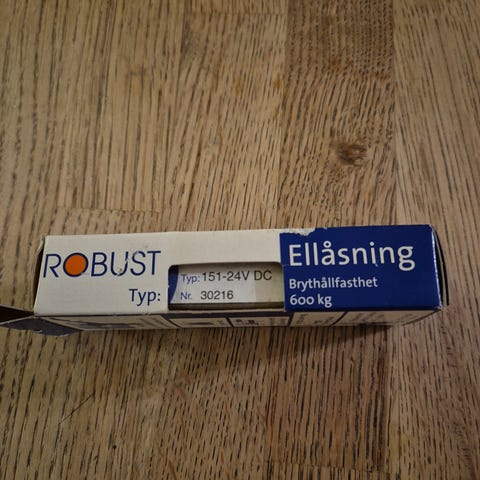 ROBUST
Typ:
Typ: 151-24V DC
Nr. 30216
Ellåsning
Brythållfasthet
600 kg